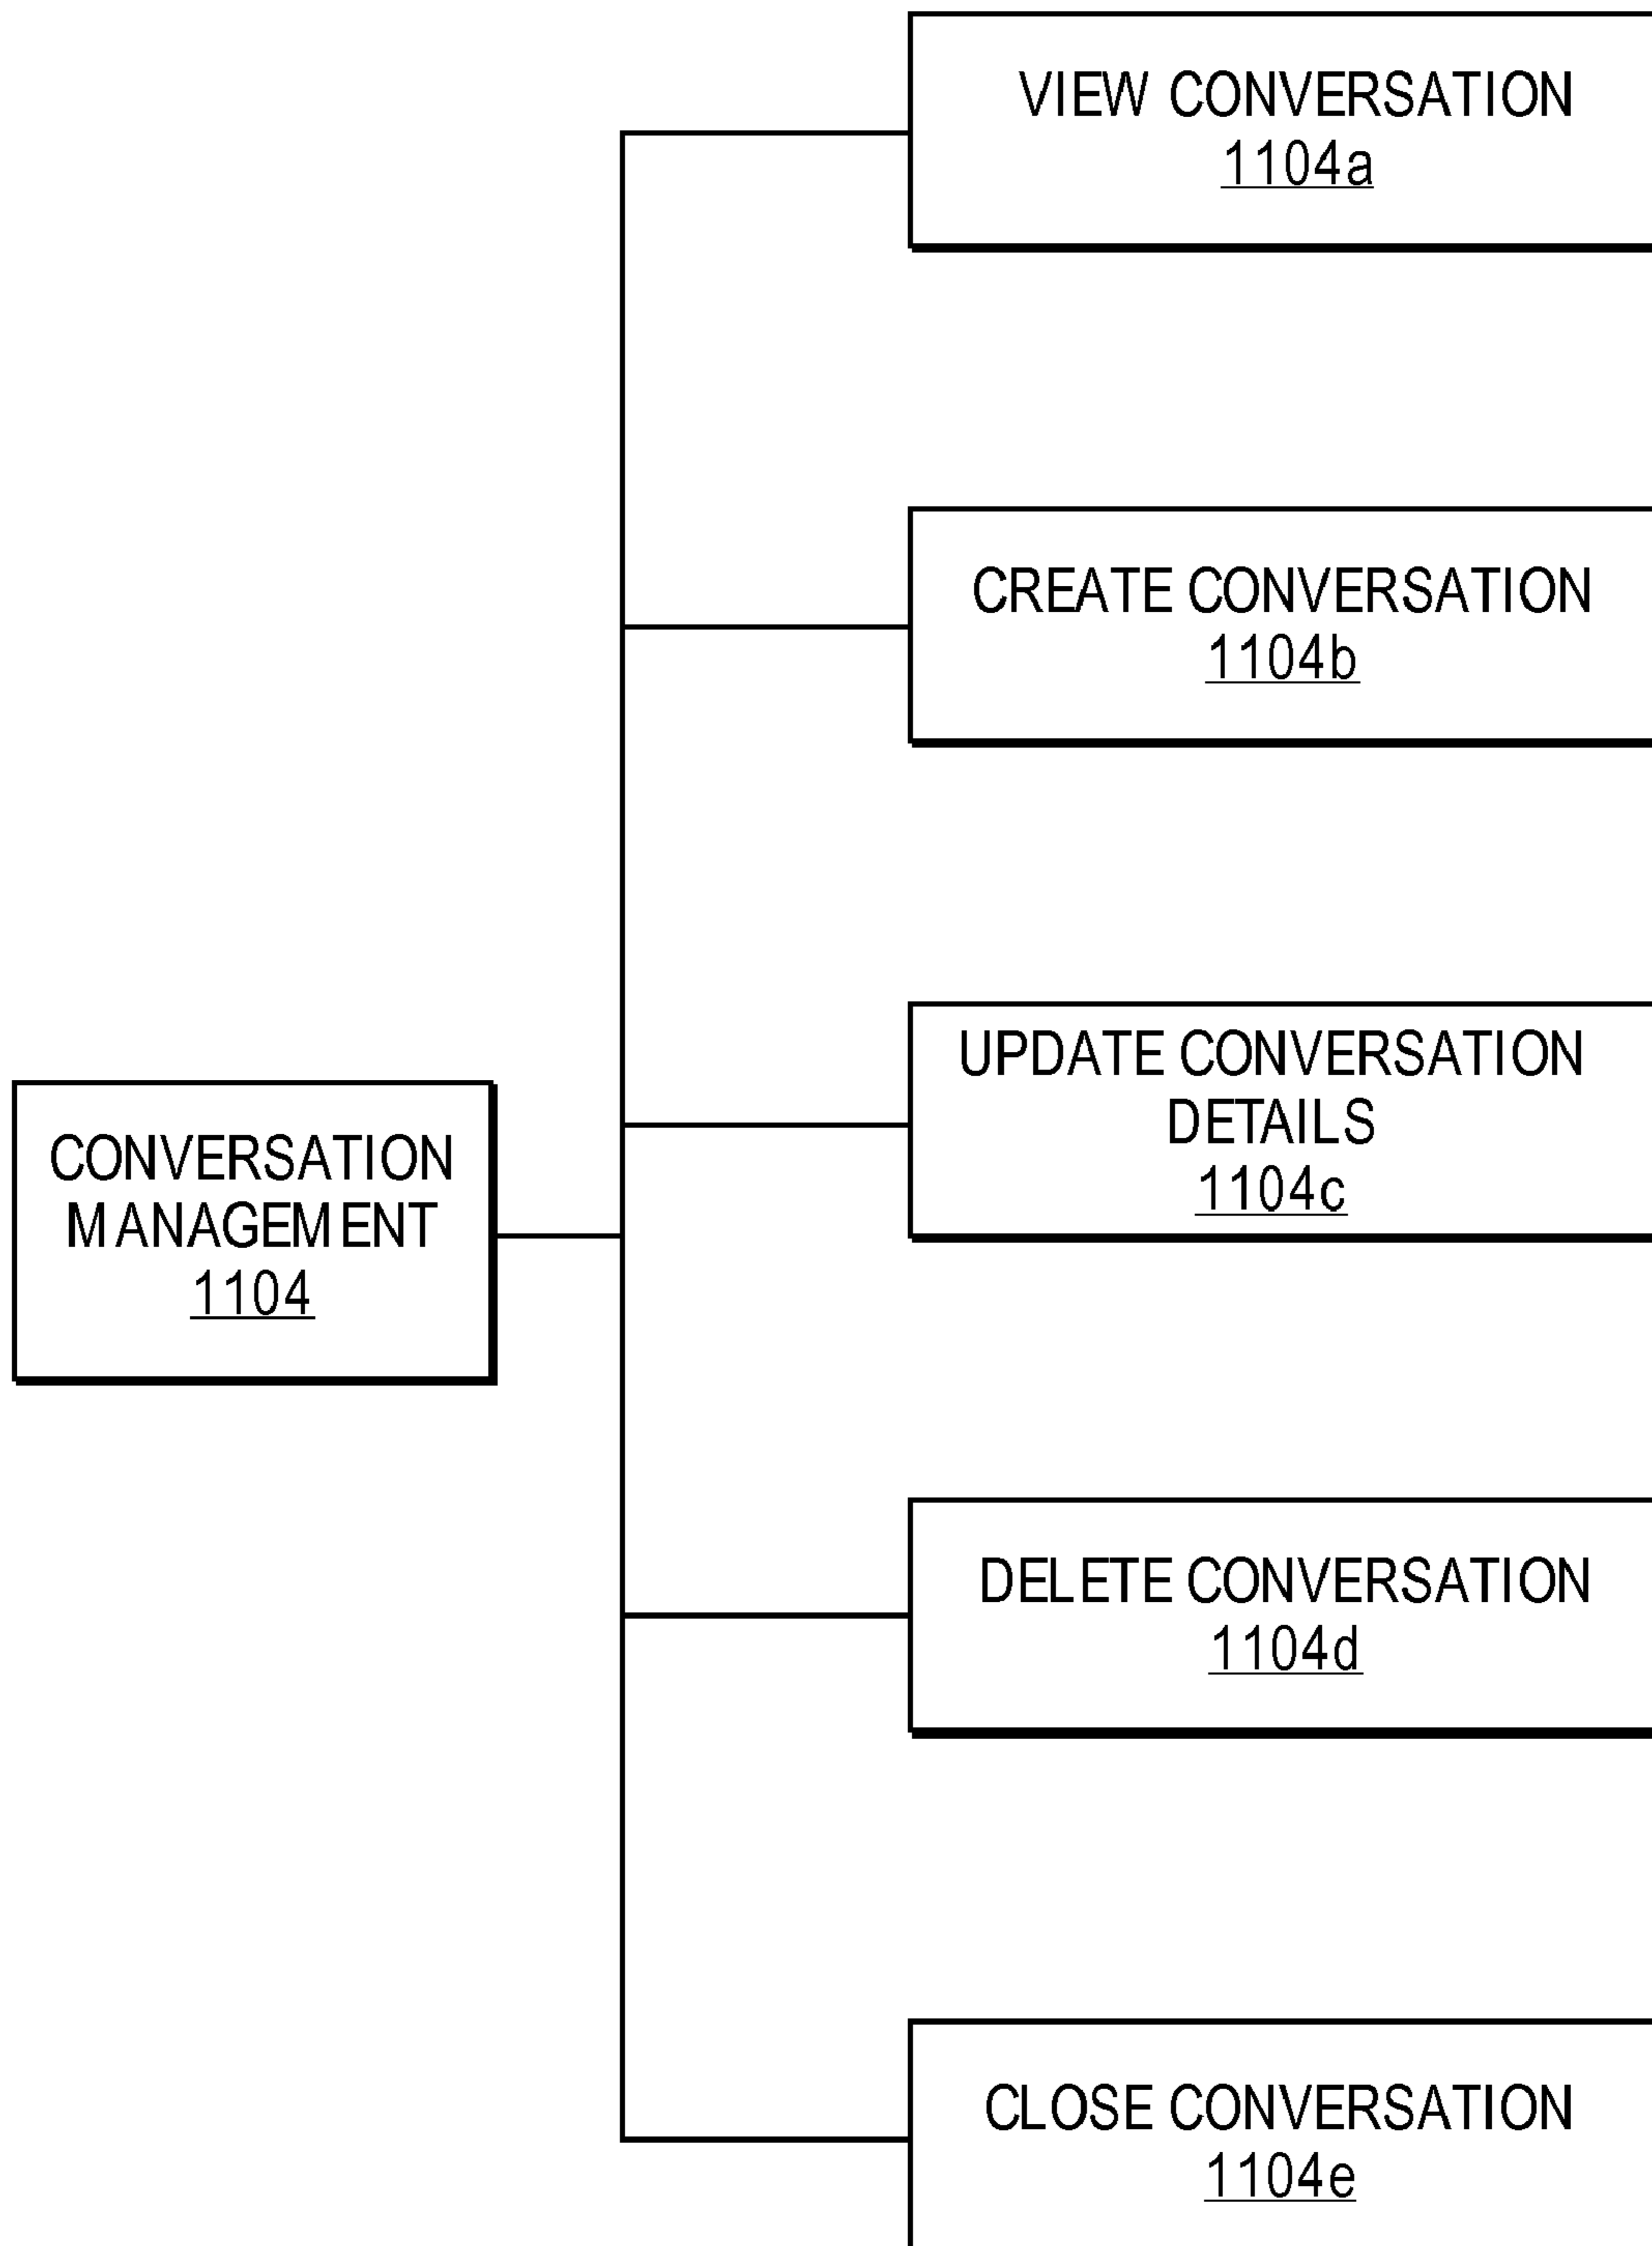 VIEW CONVERSATION
1104a
CREATE CONVERSATION
1104b
UPDATE CONVERSATION
DETAILS
1104c
CONVERSATION
MANAGEMENT
1104
DELETE CONVERSATION
1104d
CLOSE CONVERSATION
1104e